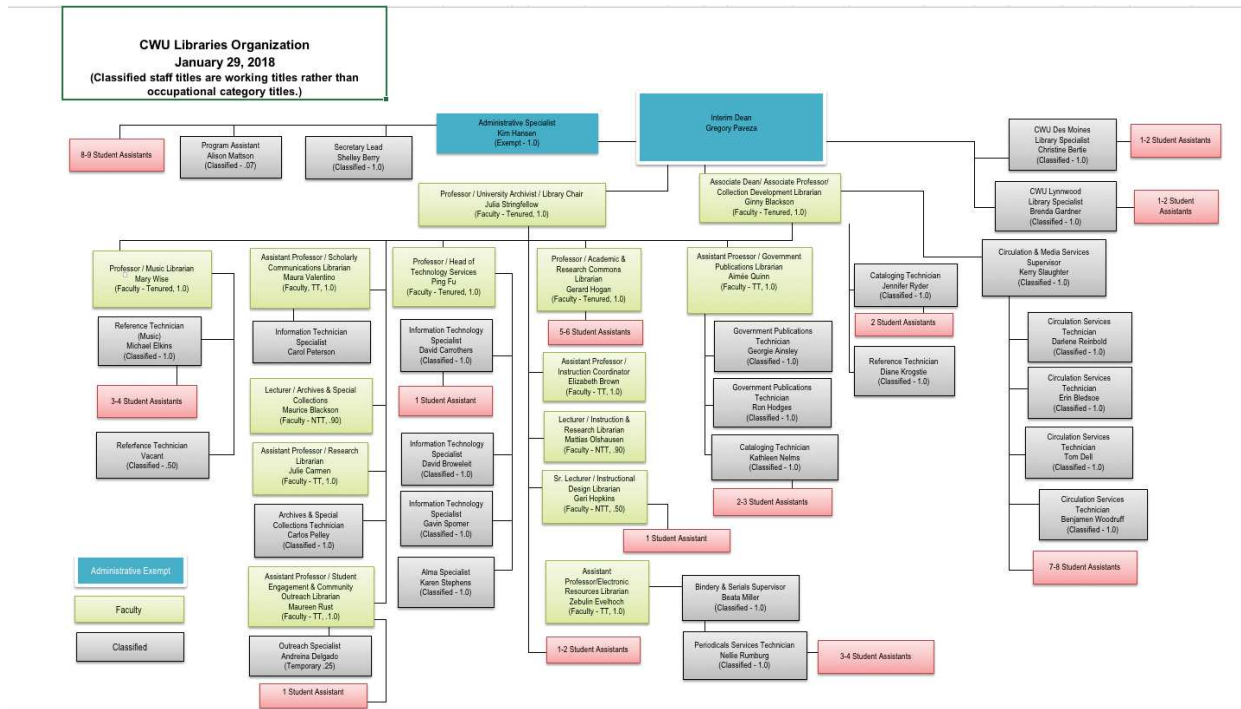 CWU Libraries Organization
January 29, 2018
(Classified staff titles are working titles rather than
occupational category titles.)
8-9 Student Assistants
Program Assistant
Alison Mattson
(Classified - .07)
Secretary Lead
Shelley Berry
(Classified - 1.0)
Administrative Specialist
Kim Hansen
(Exempt - 1.0)
Interim Dean
Gregory Paveza
CWU Des Moines
Library Specialist
Christine Bertie
(Classified - 1.0)
1-2 Student Assistants
CWU Lynnwood
Library Specialist
Brenda Gardner
(Classified - 1.0)
1-2 Student
Assistants
Professor / University Archivist / Library Chair
Julia Stringfellow
(Faculty - Tenured, 1.0)
Associate Dean/ Associate Professor/
Collection Development Librarian
Ginny Blackson
(Faculty - Tenured, 1.0)
Professor / Music Librarian
Mary Wise
(Faculty - Tenured, 1.0)
Reference Technician
(Music)
Michael Elkins
(Classified - 1.0)
3-4 Student Assistants
Referfence Technician
Vacant
(Classified - .50)
Assistant Professor / Scholarly
Communications Librarian
Maura Valentino
(Faculty, TT, 1.0)
Information Technician
Specialist
Carol Peterson
Lecturer / Archives & Special
Collections
Maurice Blackson
(Faculty - NTT, .90)
Assistant Professor / Research
Librarian
Julie Carmen
(Faculty - TT, 1.0)
Archives & Special
Collections Technician
Carlos Pelley
(Classified - 1.0)
Assistant Professor / Student
Engagement & Community
Outreach Librarian
Maureen Rust
(Faculty - TT, .1.0)
Outreach Specialist
Andreina Delgado
(Temporary .25)
1 Student Assistant
Professor / Head of
Technology Services
Ping Fu
(Faculty - Tenured, 1.0)
Information Technology
Specialist
David Carrothers
(Classified - 1.0)
1 Student Assistant
Information Technology
Specialist
David Broweleit
(Classified - 1.0)
Information Technology
Specialist
Gavin Spomer
(Classified - 1.0)
Alma Specialist
Karen Stephens
(Classified - 1.0)
Professor / Academic &
Research Commons
Librarian
Gerard Hogan
(Faculty - Tenured, 1.0)
5-6 Student Assistants
Assistant Professor /
Instruction Coordinator
Elizabeth Brown
(Faculty - TT, 1.0)
Lecturer / Instruction &
Research Librarian
Mattias Olshausen
(Faculty - NTT, .90)
Sr. Lecturer / Instructional
Design Librarian
Geri Hopkins
(Faculty - NTT, .50)
1 Student Assistant
Assistant
Professor/Electronic
Resources Librarian
Zebulin Evelhoch
(Faculty - TT, 1.0)
1-2 Student Assistants
Bindery & Serials Supervisor
Beata Miller
(Classified - 1.0)
Periodicals Services Technician
Nellie Rumburg
(Classified - 1.0)
3-4 Student Assistants
Assistant Proessor / Government
Publications Librarian
Aimée Quinn
(Faculty - TT, 1.0)
Government Publications
Technician
Georgie Ainsley
(Classified - 1.0)
Government Publications
Technician
Ron Hodges
(Classified - 1.0)
Cataloging Technician
Kathleen Nelms
(Classified - 1.0)
2-3 Student Assistants
Cataloging Technician
Jennifer Ryder
(Classified - 1.0)
2 Student Assistants
Reference Technician
Diane Krogstie
(Classified - 1.0)
Circulation & Media Services
Supervisor
Kerry Slaughter
(Classified - 1.0)
Circulation Services
Technician
Darlene Reinbold
(Classified - 1.0)
Circulation Services
Technician
Erin Bledsoe
(Classified - 1.0)
Circulation Services
Technician
Tom Dell
(Classified - 1.0)
Circulation Services
Technician
Benjamen Woodruff
(Classified - 1.0)
7-8 Student Assistants
Administrative Exempt
Faculty
Classified